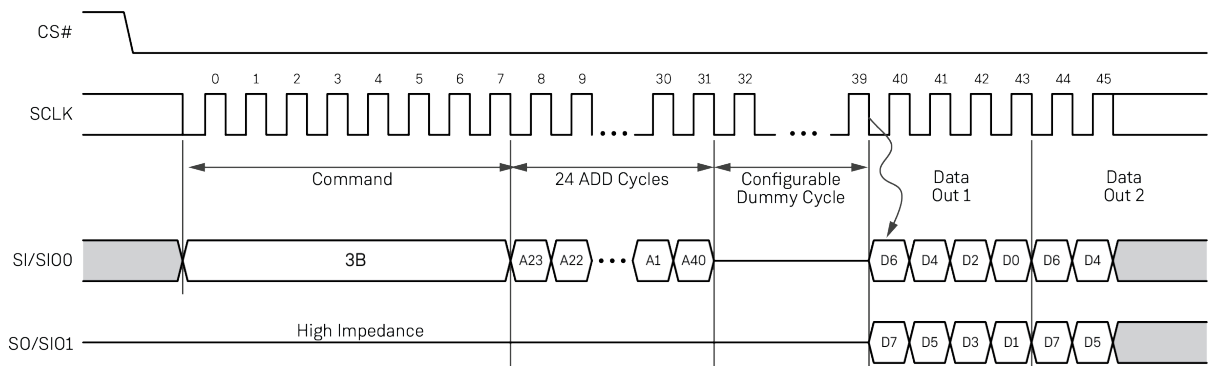 CS#
0 1 2 3 4 5 6 7 8 9 30 31 32 39 40 41 42 43 44 45
SCLK
Command
24 ADD Cycles
Configurable
Dummy Cycle
Data
Out 1
Data
Out 2
SI/SIO0
3B
A23 A22 A1 A40
D6 D4 D2 D0 D6 D4
High Impedance
SO/SIO1
D7 D5 D3 D1 D7 D5